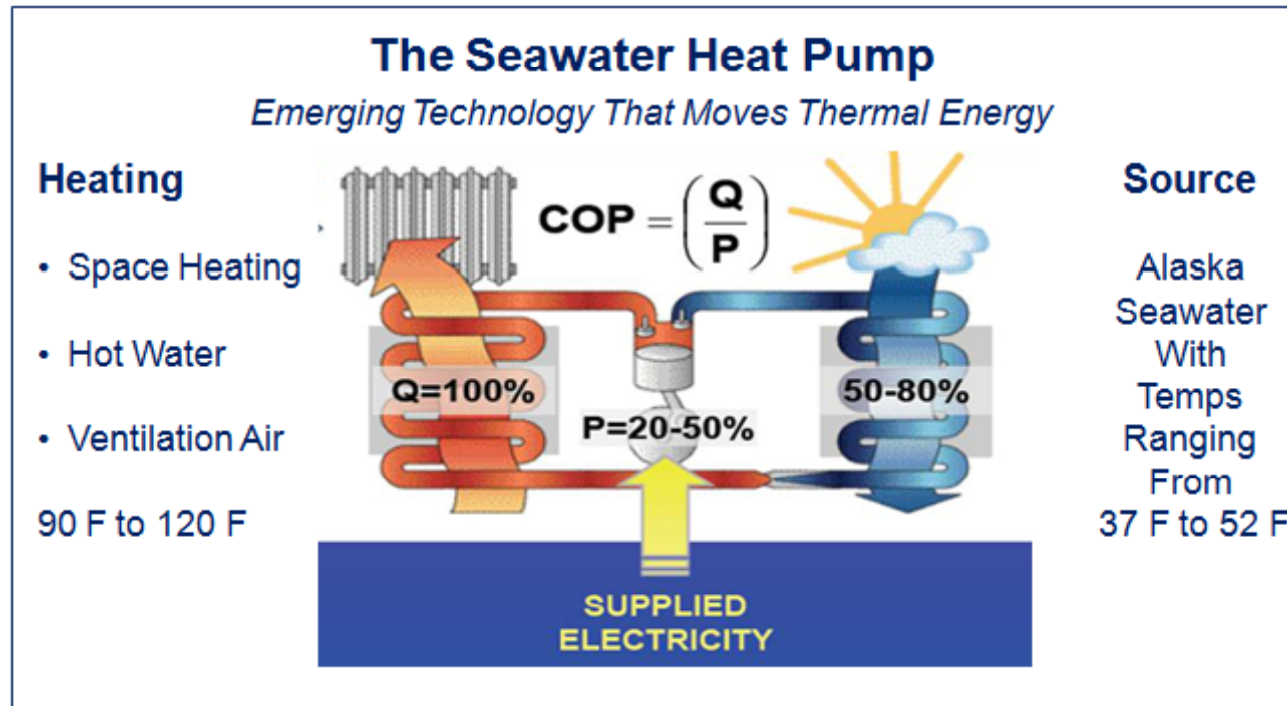 The Seawater Heat Pump
Emerging Technology That Moves Thermal Energy
Heating
• Space Heating
• Hot Water
• Ventilation Air
90 F to 120 F
COP = (Q/P)
Q=100%
P=20-50%
50-80%
SUPPLIED
ELECTRICITY
Source
Alaska
Seawater
With
Temps
Ranging
From
37 F to 52 F